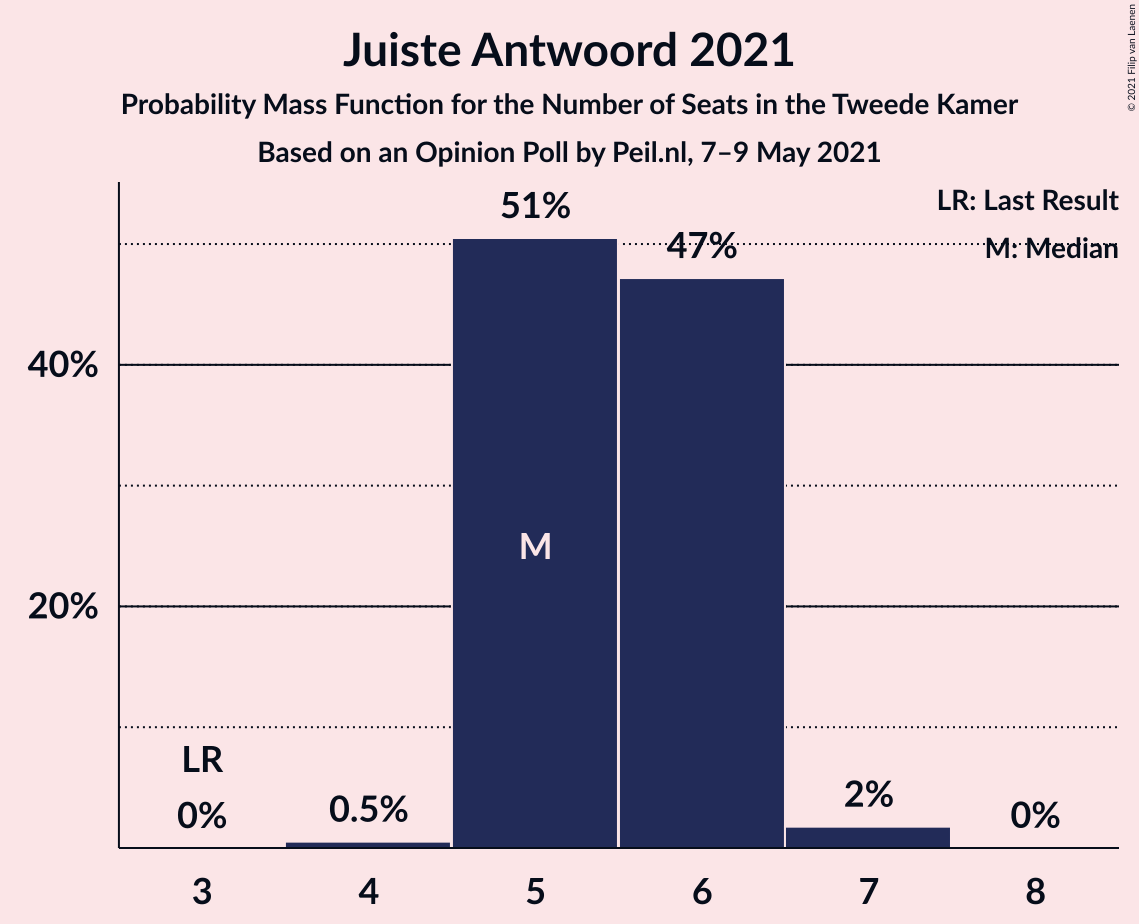 Juiste Antwoord 2021
Probability Mass Function for the Number of Seats in the Tweede Kamer
Based on an Opinion Poll by Peil.nl, 7–9 May 2021
© 2021 Filip van Laenen
LR: Last Result
M: Median
51%
47%
40%
M
20%
LR
0%
0.5%
2%
0%
3
4
5
6
7
8